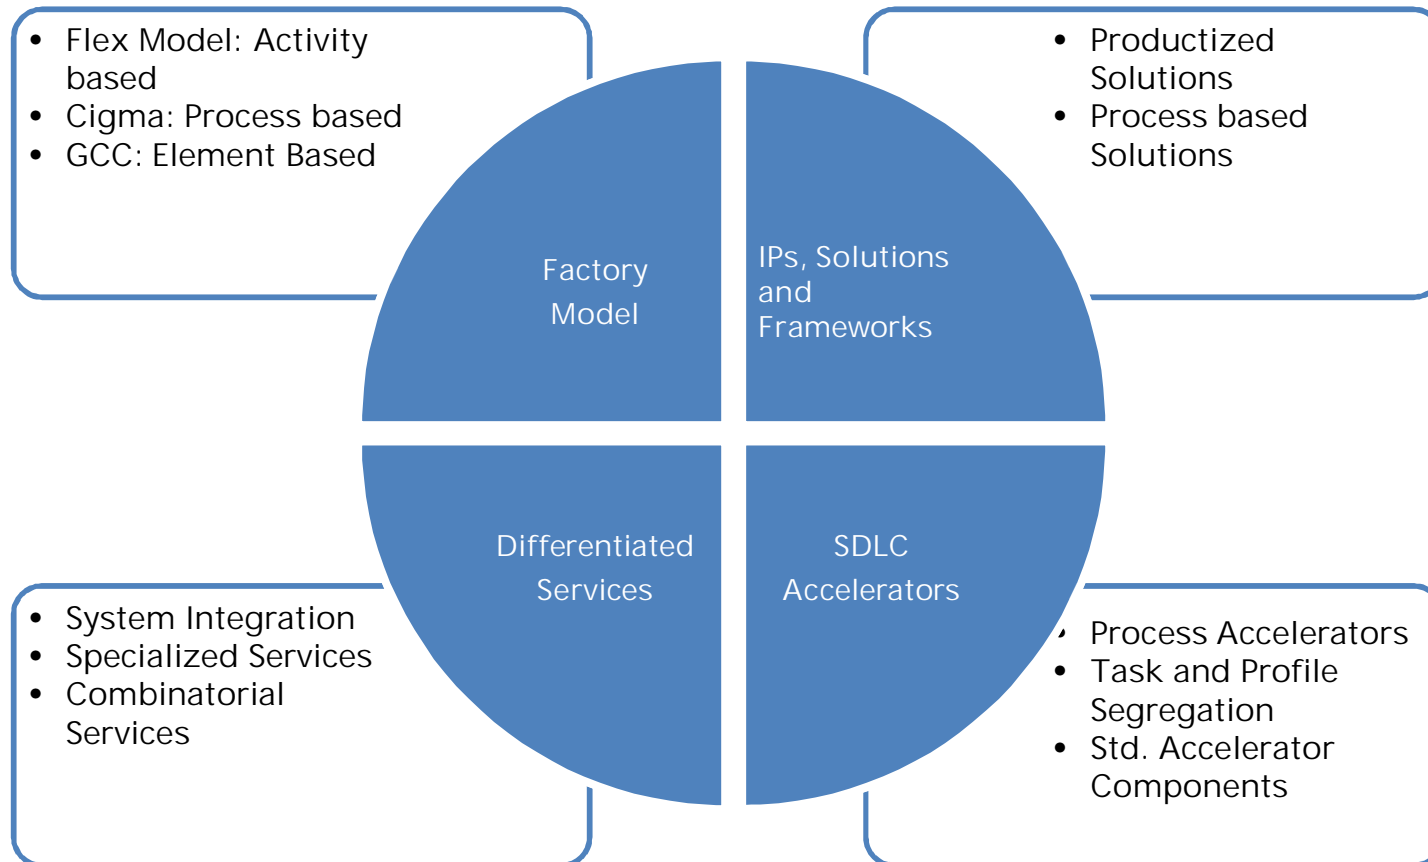 • Flex Model: Activity
based
• Cigma: Process based
• GCC: Element Based
• Productized
Solutions
• Process based
Solutions
Factory
Model
IPs, Solutions
and
Frameworks
Differentiated
Services
SDLC
Accelerators
• System Integration
• Specialized Services
• Combinatorial
Services
• Process Accelerators
• Task and Profile
Segregation
• Std. Accelerator
Components